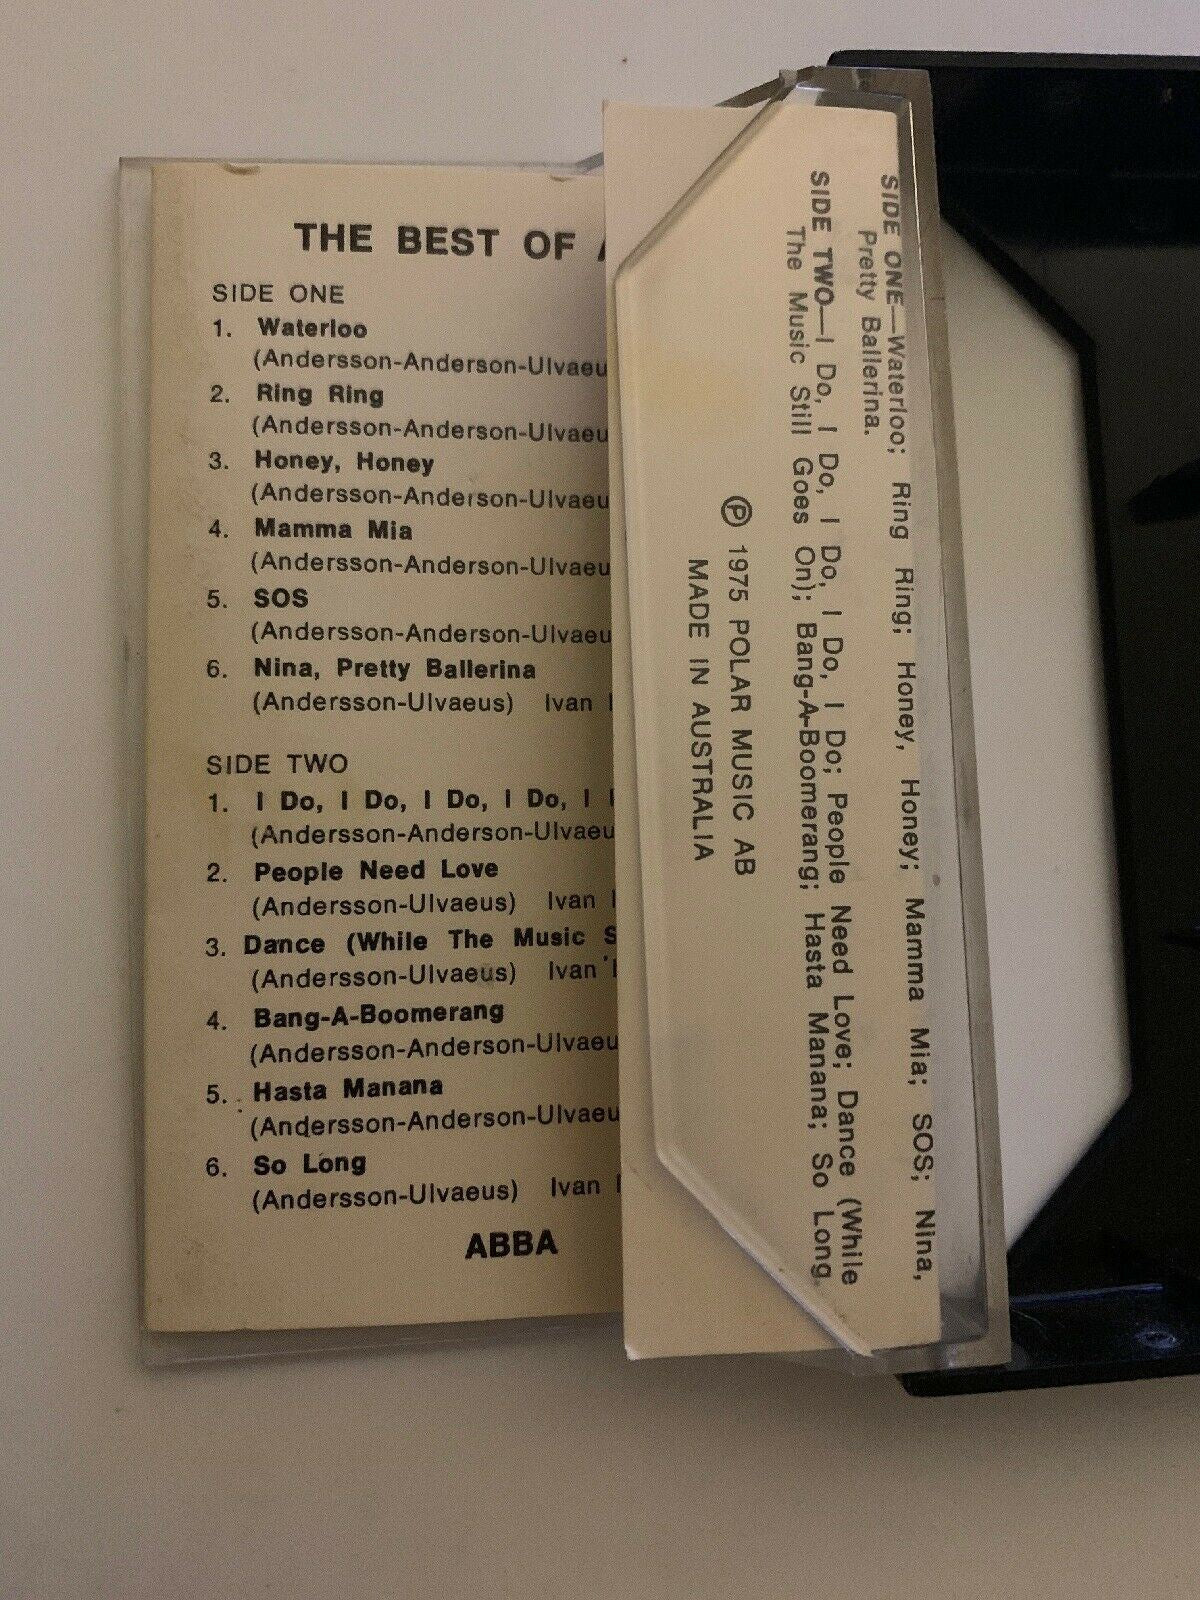 THE BEST OF
SIDE ONE
1. Waterloo
(Andersson-Anderson-Ulvaeu
2. Ring Ring
(Andersson-Anderson-Ulvaeu
3. Honey, Honey
(Andersson-Anderson-Ulvaeu
4. Mamma Mia
(Andersson-Anderson-Ulvaeu
5. SOS
(Andersson-Anderson-Ulvaeu
6. Nina, Pretty Ballerina
(Andersson-Ulvaeus) Ivan
SIDE TWO
1. I Do, I Do, I Do, I Do, I
(Andersson-Anderson-Ulvaeu
2. People Need Love
(Andersson-Ulvaeus) Ivan
3. Dance (While The Music S
(Andersson-Ulvaeus) Ivan
4. Bang-A-Boomerang
(Andersson-Anderson-Ulvaeu
5. Hasta Manana
(Andersson-Anderson-Ulvaeu
6. So Long
(Andersson-Ulvaeus) Ivan
ABBA
SIDE ONE—Waterloo; Ring Ring; Honey, Honey; Mamma Mia; SOS; Nina,
Pretty Ballerina.
SIDE TWO—I Do, I Do, I Do, I Do, I Do; People Need Love; Dance (While
The Music Still Goes On); Bang-A-Boomerang; Hasta Manana; So Long
℗ 1975 POLAR MUSIC AB
MADE IN AUSTRALIA